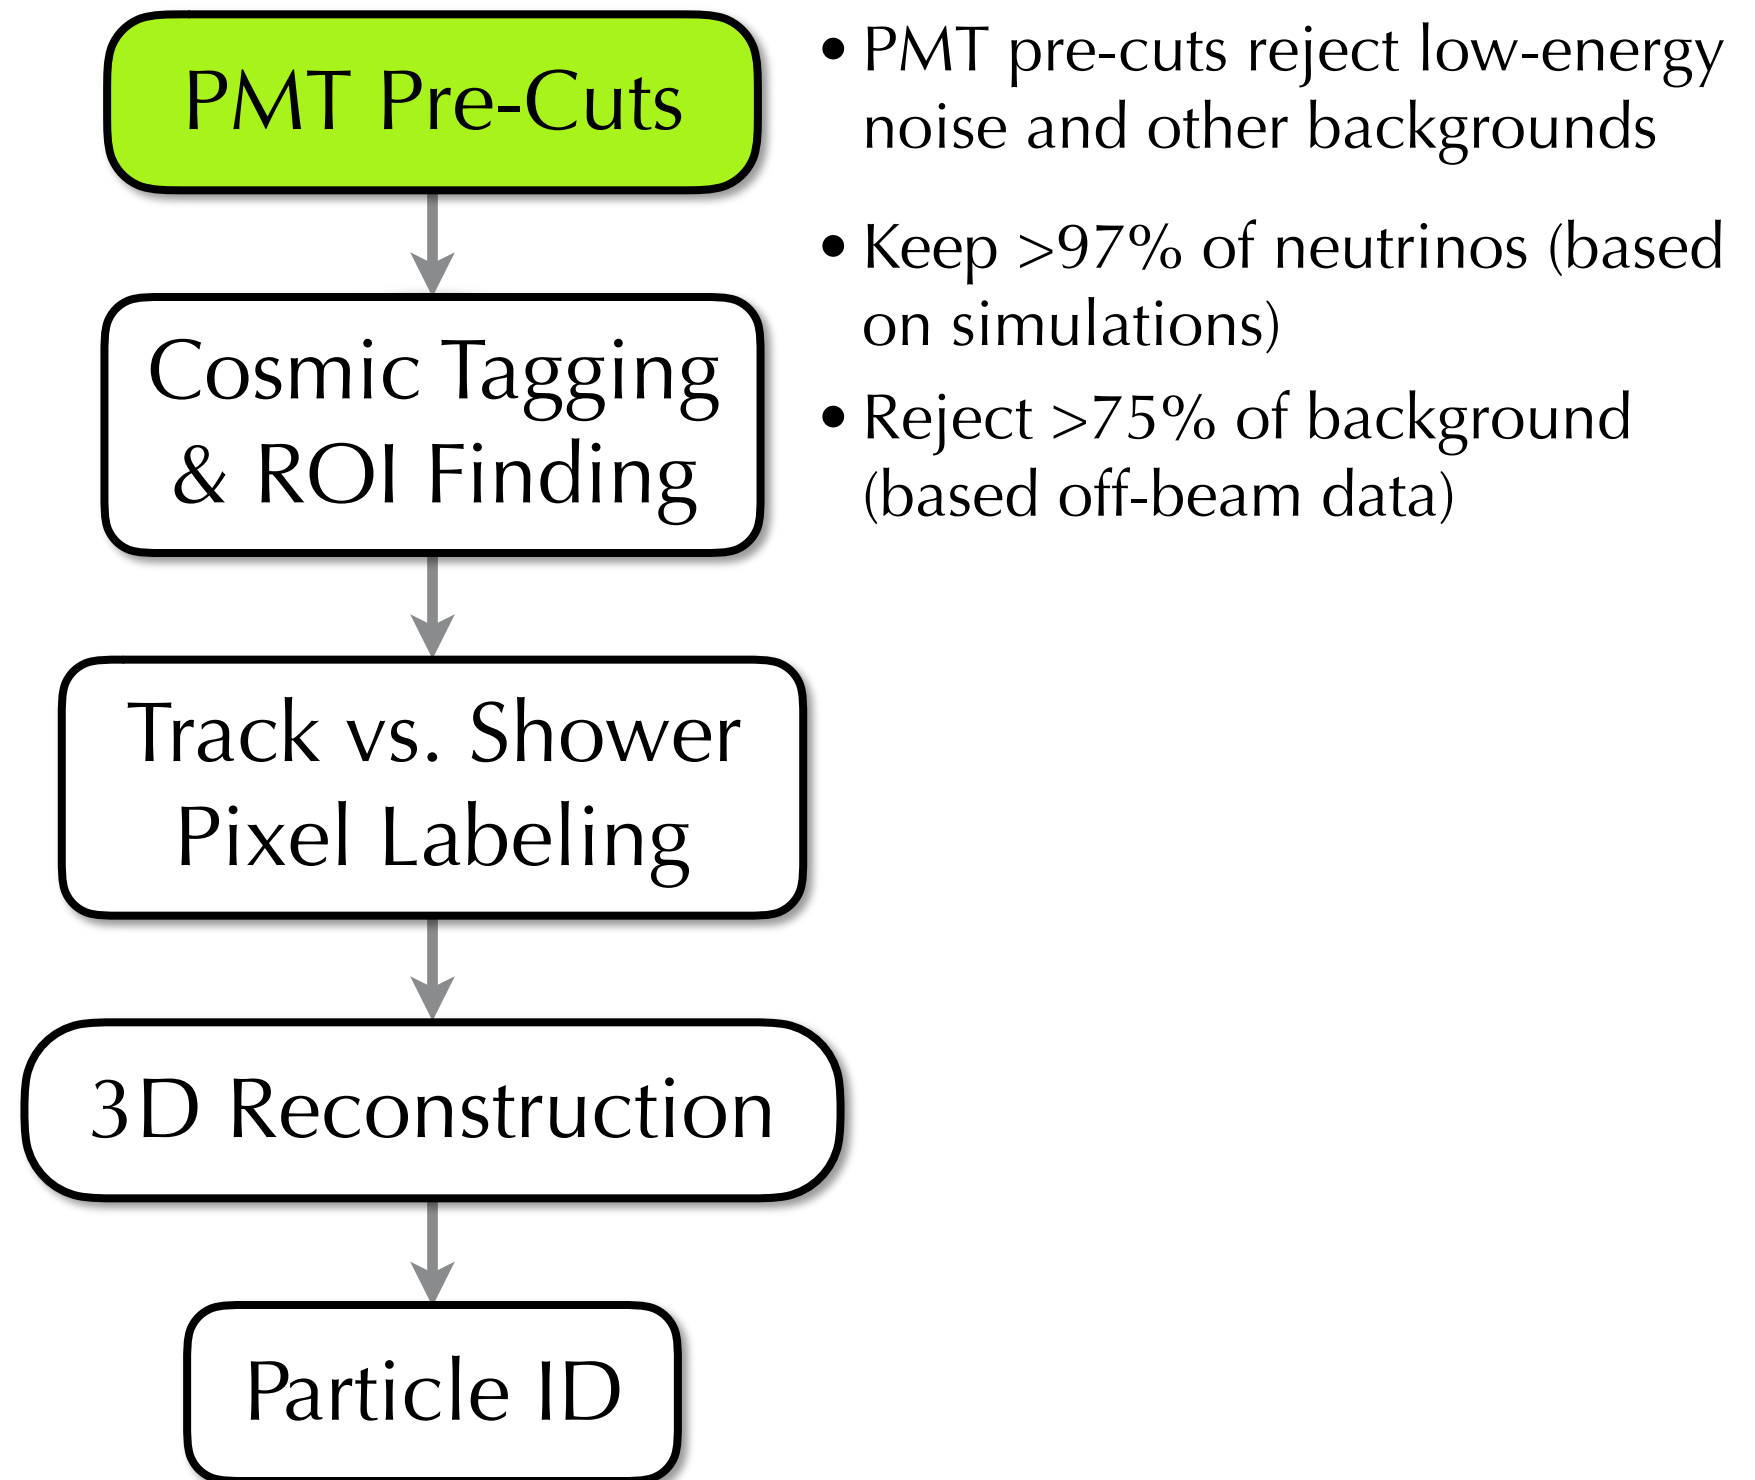 PMT Pre-Cuts
Cosmic Tagging
& ROI Finding
Track vs. Shower
Pixel Labeling
3D Reconstruction
Particle ID
• PMT pre-cuts reject low-energy
noise and other backgrounds
• Keep >97% of neutrinos (based
on simulations)
• Reject >75% of background
(based off-beam data)